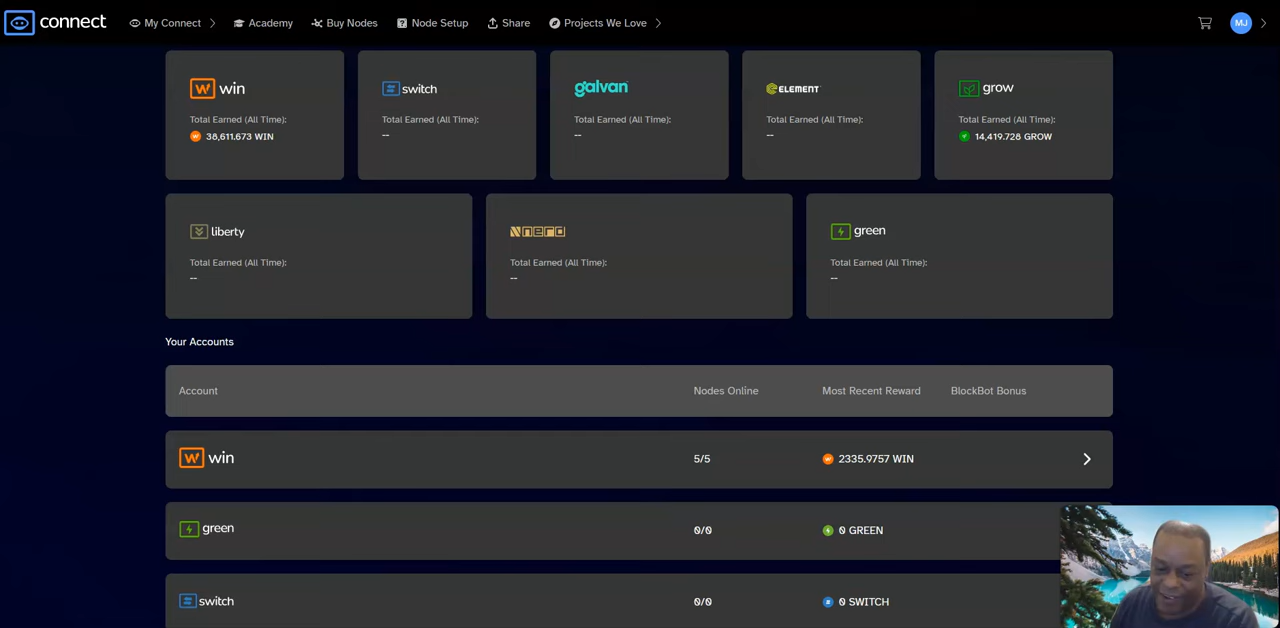 connect My Connect Academy Buy Nodes Node Setup Share Projects We Love MJ
win switch galvan ELEMENT grow
Total Earned (All Time): Total Earned (All Time): Total Earned (All Time): Total Earned (All Time): Total Earned (All Time):
38,611.673 WIN -- -- -- 14,419.728 GROW
liberty nerd green
Total Earned (All Time): Total Earned (All Time): Total Earned (All Time):
-- -- --
Your Accounts
Account Nodes Online Most Recent Reward BlockBot Bonus
win 5/5 2335.9757 WIN
green 0/0 0 GREEN
switch 0/0 0 SWITCH